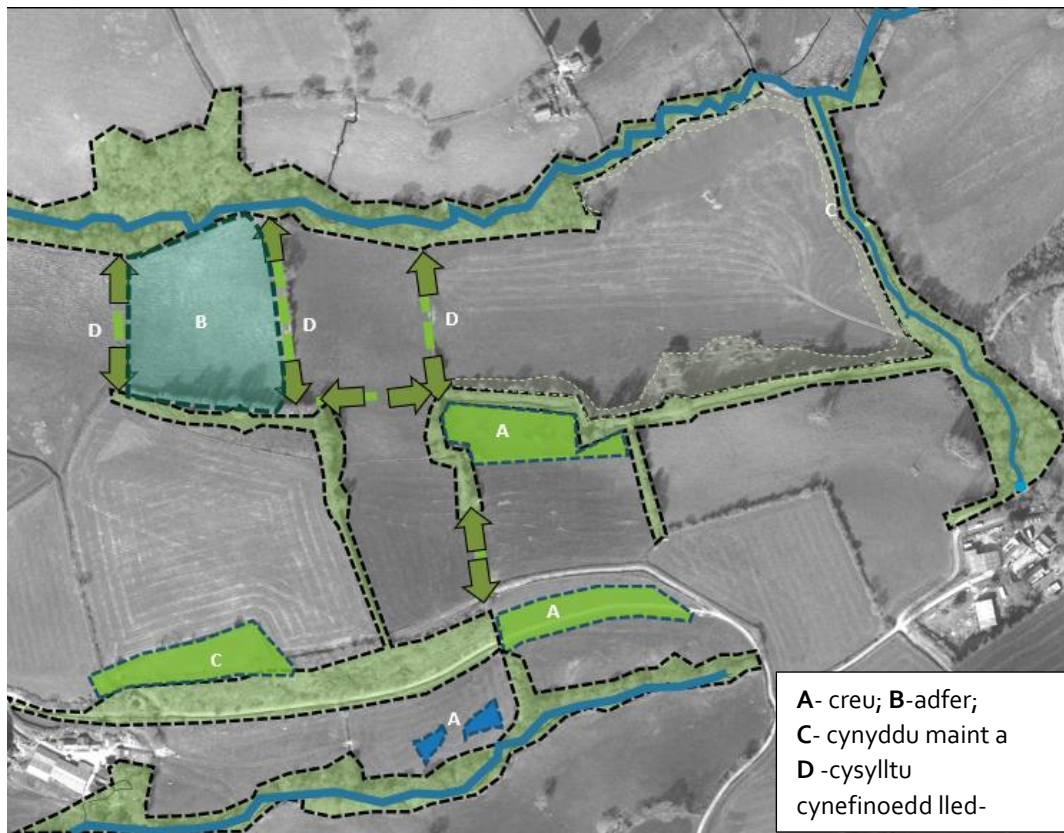 C
D
B
D
D
A
A
C
A
A- creu; B-adfer;
C- cynyddu maint a
D -cysylltu
cynefinoedd lled-